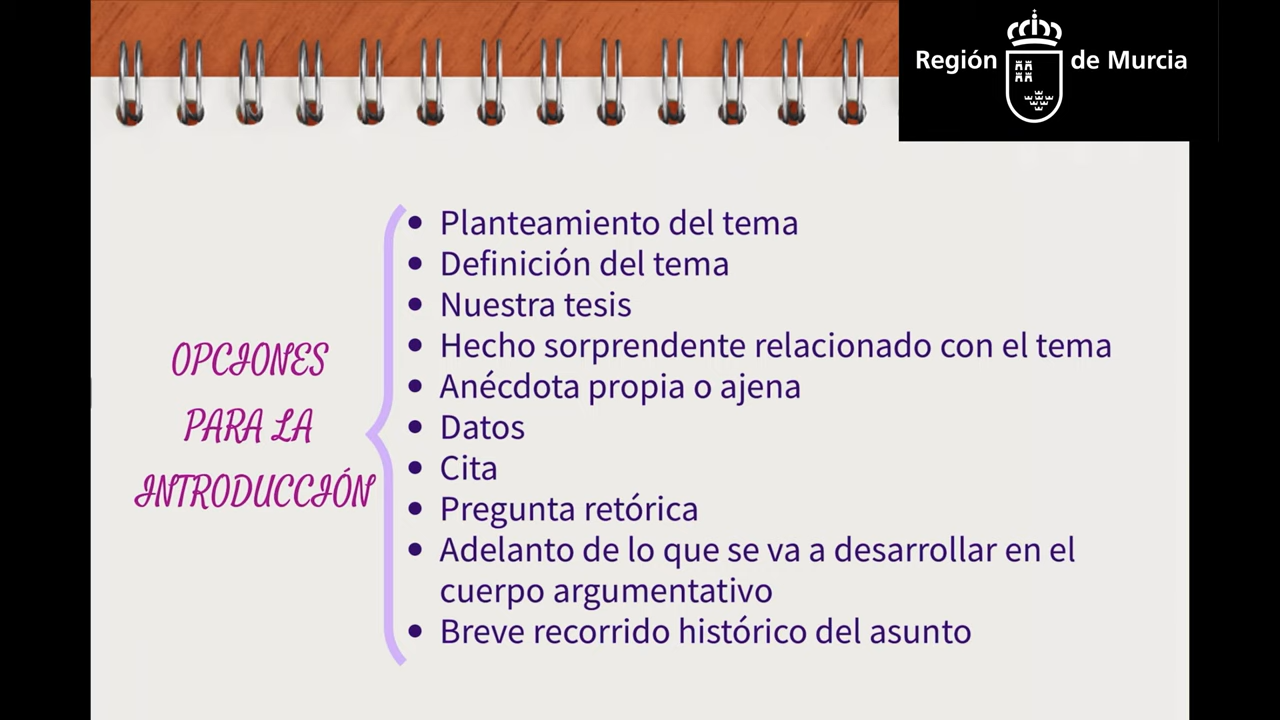 Región de Murcia
OPCIONES
PARA LA
INTRODUCCIÓN
Planteamiento del tema
Definición del tema
Nuestra tesis
Hecho sorprendente relacionado con el tema
Anécdota propia o ajena
Datos
Cita
Pregunta retórica
Adelanto de lo que se va a desarrollar en el
cuerpo argumentativo
Breve recorrido histórico del asunto